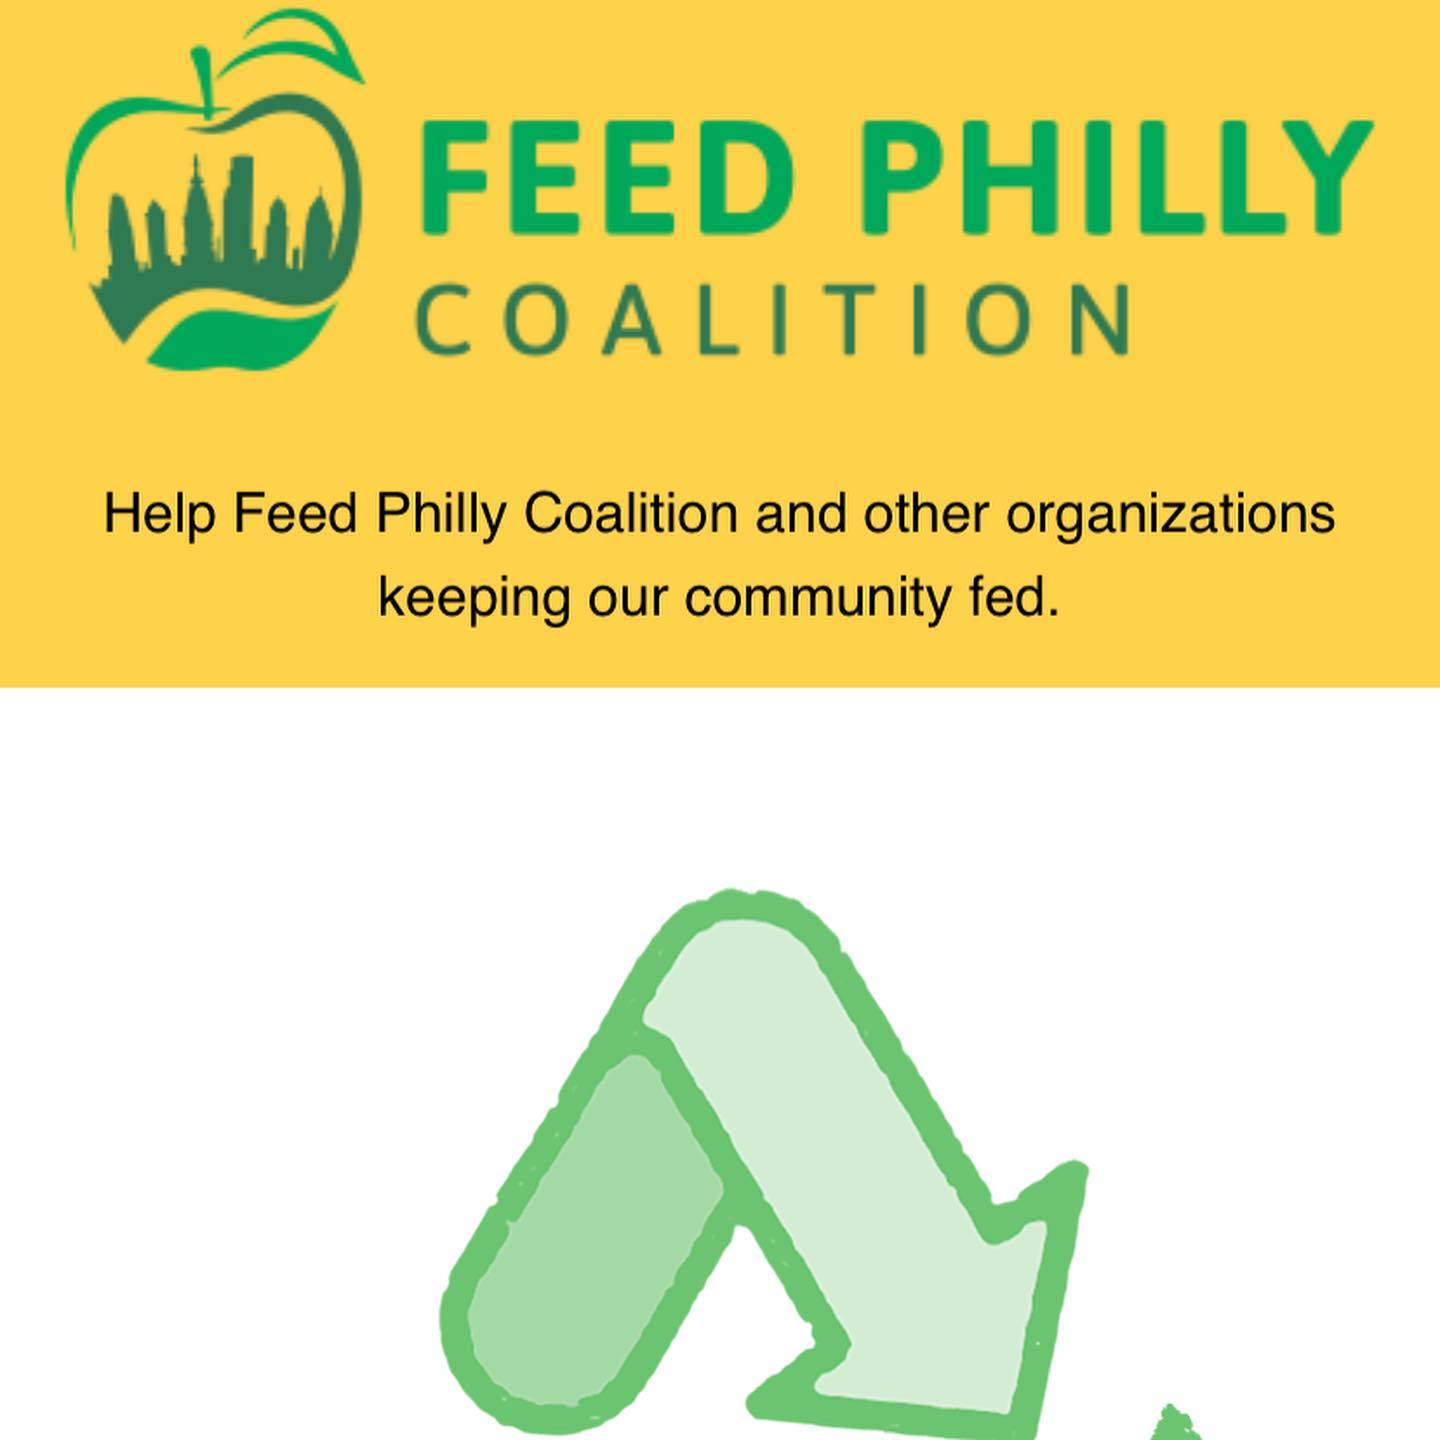 FEED PHILLY
COALITION
Help Feed Philly Coalition and other organizations
keeping our community fed.